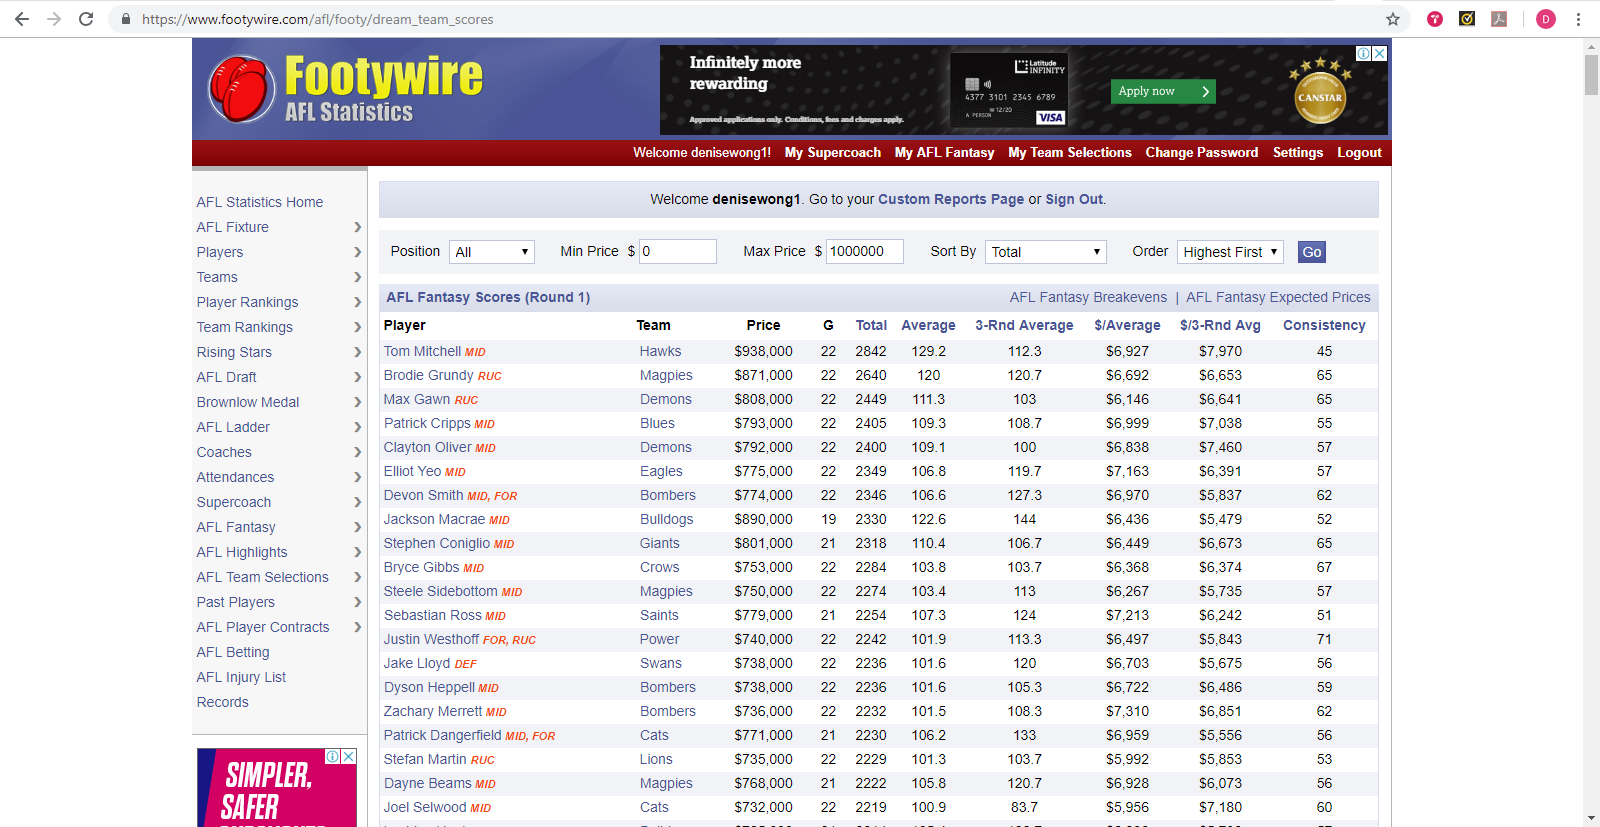 https://www.footywire.com/afl/footy/dream_team_scores
D
Footywire
AFL Statistics
Infinitely more
rewarding
Approved applications only. Conditions, fees and charges apply.
Latitude
INFINITY
4377 3101 2345 6789
12/20
A PERSON
VISA
Apply now
CANSTAR
Welcome denisewong1! My Supercoach My AFL Fantasy My Team Selections Change Password Settings Logout
AFL Statistics Home
AFL Fixture
Players
Teams
Player Rankings
Team Rankings
Rising Stars
AFL Draft
Brownlow Medal
AFL Ladder
Coaches
Attendances
Supercoach
AFL Fantasy
AFL Highlights
AFL Team Selections
Past Players
AFL Player Contracts
AFL Betting
AFL Injury List
Records
SIMPLER,
SAFER
Welcome denisewong1. Go to your Custom Reports Page or Sign Out.
Position All Min Price $ 0 Max Price $ 1000000 Sort By Total Order Highest First Go
AFL Fantasy Scores (Round 1) AFL Fantasy Breakevens | AFL Fantasy Expected Prices
Player Team Price G Total Average 3-Rnd Average $/Average $/3-Rnd Avg Consistency
Tom Mitchell MID Hawks $938,000 22 2842 129.2 112.3 $6,927 $7,970 45
Brodie Grundy RUC Magpies $871,000 22 2640 120 120.7 $6,692 $6,653 65
Max Gawn RUC Demons $808,000 22 2449 111.3 103 $6,146 $6,641 65
Patrick Cripps MID Blues $793,000 22 2405 109.3 108.7 $6,999 $7,038 55
Clayton Oliver MID Demons $792,000 22 2400 109.1 100 $6,838 $7,460 57
Elliot Yeo MID Eagles $775,000 22 2349 106.8 119.7 $7,163 $6,391 57
Devon Smith MID, FOR Bombers $774,000 22 2346 106.6 127.3 $6,970 $5,837 62
Jackson Macrae MID Bulldogs $890,000 19 2330 122.6 144 $6,436 $5,479 52
Stephen Coniglio MID Giants $801,000 21 2318 110.4 106.7 $6,449 $6,673 65
Bryce Gibbs MID Crows $753,000 22 2284 103.8 103.7 $6,368 $6,374 67
Steele Sidebottom MID Magpies $750,000 22 2274 103.4 113 $6,267 $5,735 57
Sebastian Ross MID Saints $779,000 21 2254 107.3 124 $7,213 $6,242 51
Justin Westhoff FOR, RUC Power $740,000 22 2242 101.9 113.3 $6,497 $5,843 71
Jake Lloyd DEF Swans $738,000 22 2236 101.6 120 $6,703 $5,675 56
Dyson Heppell MID Bombers $738,000 22 2236 101.6 105.3 $6,722 $6,486 59
Zachary Merrett MID Bombers $736,000 22 2232 101.5 108.3 $7,310 $6,851 62
Patrick Dangerfield MID, FOR Cats $771,000 21 2230 106.2 133 $6,959 $5,556 56
Stefan Martin RUC Lions $735,000 22 2229 101.3 103.7 $5,992 $5,853 53
Dayne Beams MID Magpies $768,000 21 2222 105.8 120.7 $6,928 $6,073 56
Joel Selwood MID Cats $732,000 22 2219 100.9 83.7 $5,956 $7,180 60